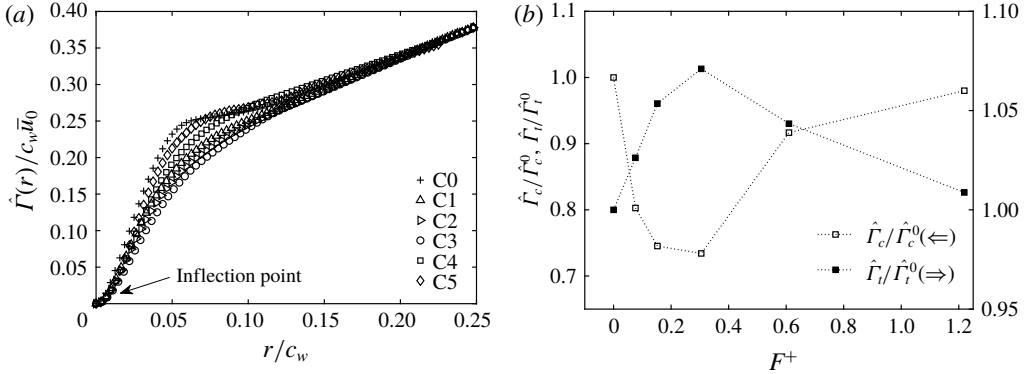 (a)
0.40
0.35
0.30
0.25
0.20
0.15
0.10
0.05
0
0
0.05
0.10
0.15
0.20
0.25
Γ̂(r)/c_w u̅_0
r/c_w
Inflection point
C0
C1
C2
C3
C4
C5
(b)
1.0
0.9
0.8
0.7
0
0.2
0.4
0.6
0.8
1.0
1.2
1.10
1.05
1.00
0.95
Γ̂_c/Γ̂_c^0, Γ̂_t/Γ̂_t^0
F^+
Γ̂_c/Γ̂_c^0(⇐)
Γ̂_t/Γ̂_t^0(⇒)